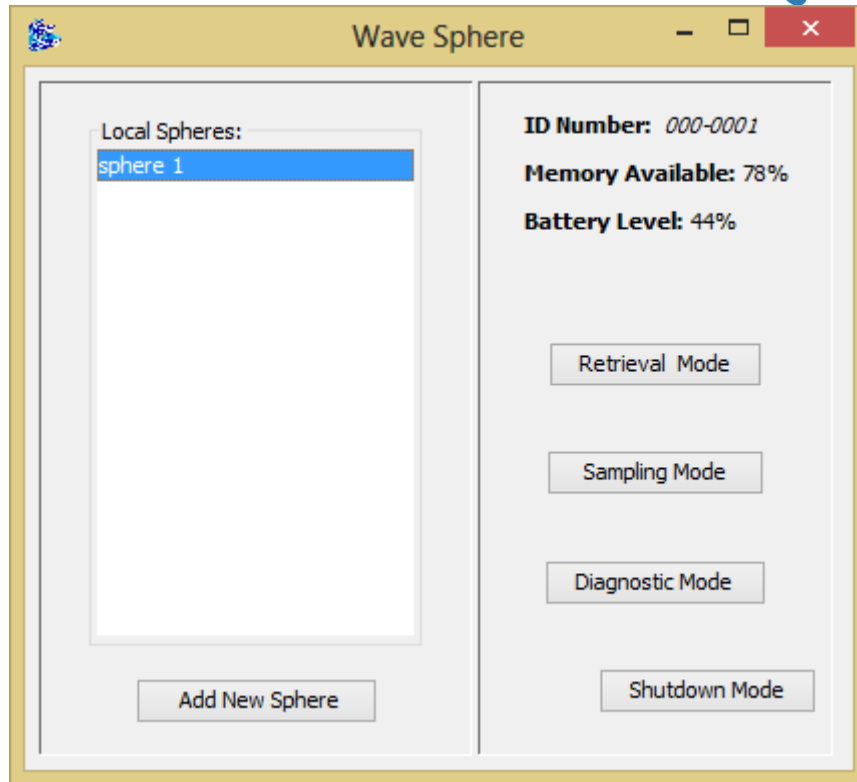 Wave Sphere
Local Spheres:
sphere 1
Add New Sphere
ID Number: 000-0001
Memory Available: 78%
Battery Level: 44%
Retrieval Mode
Sampling Mode
Diagnostic Mode
Shutdown Mode